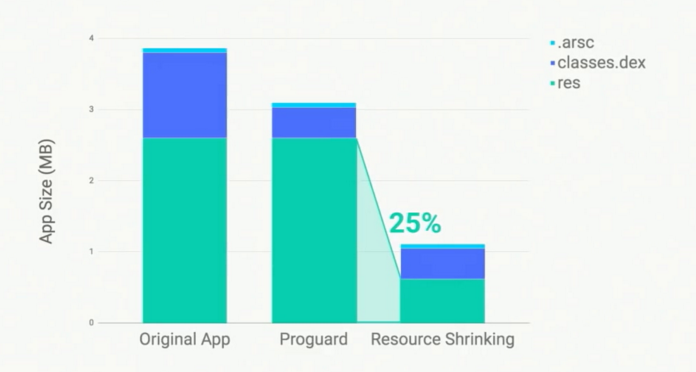 4
.arsc
classes.dex
res
3
App Size (MB)
2
25%
1
0
Original App
Proguard
Resource Shrinking